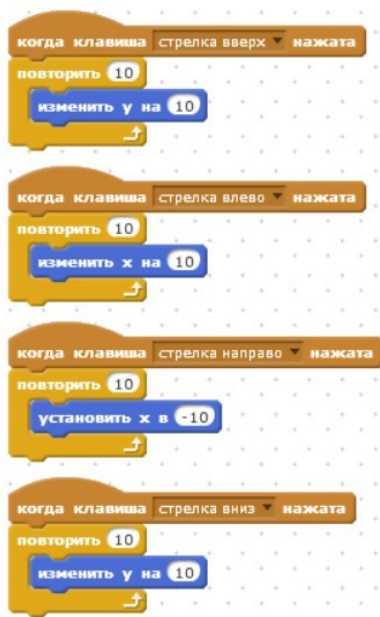 когда клавиша стрелка вверх нажата
повторить 10
изменить y на 10
когда клавиша стрелка влево нажата
повторить 10
изменить x на 10
когда клавиша стрелка направо нажата
повторить 10
установить x в -10
когда клавиша стрелка вниз нажата
повторить 10
изменить y на 10